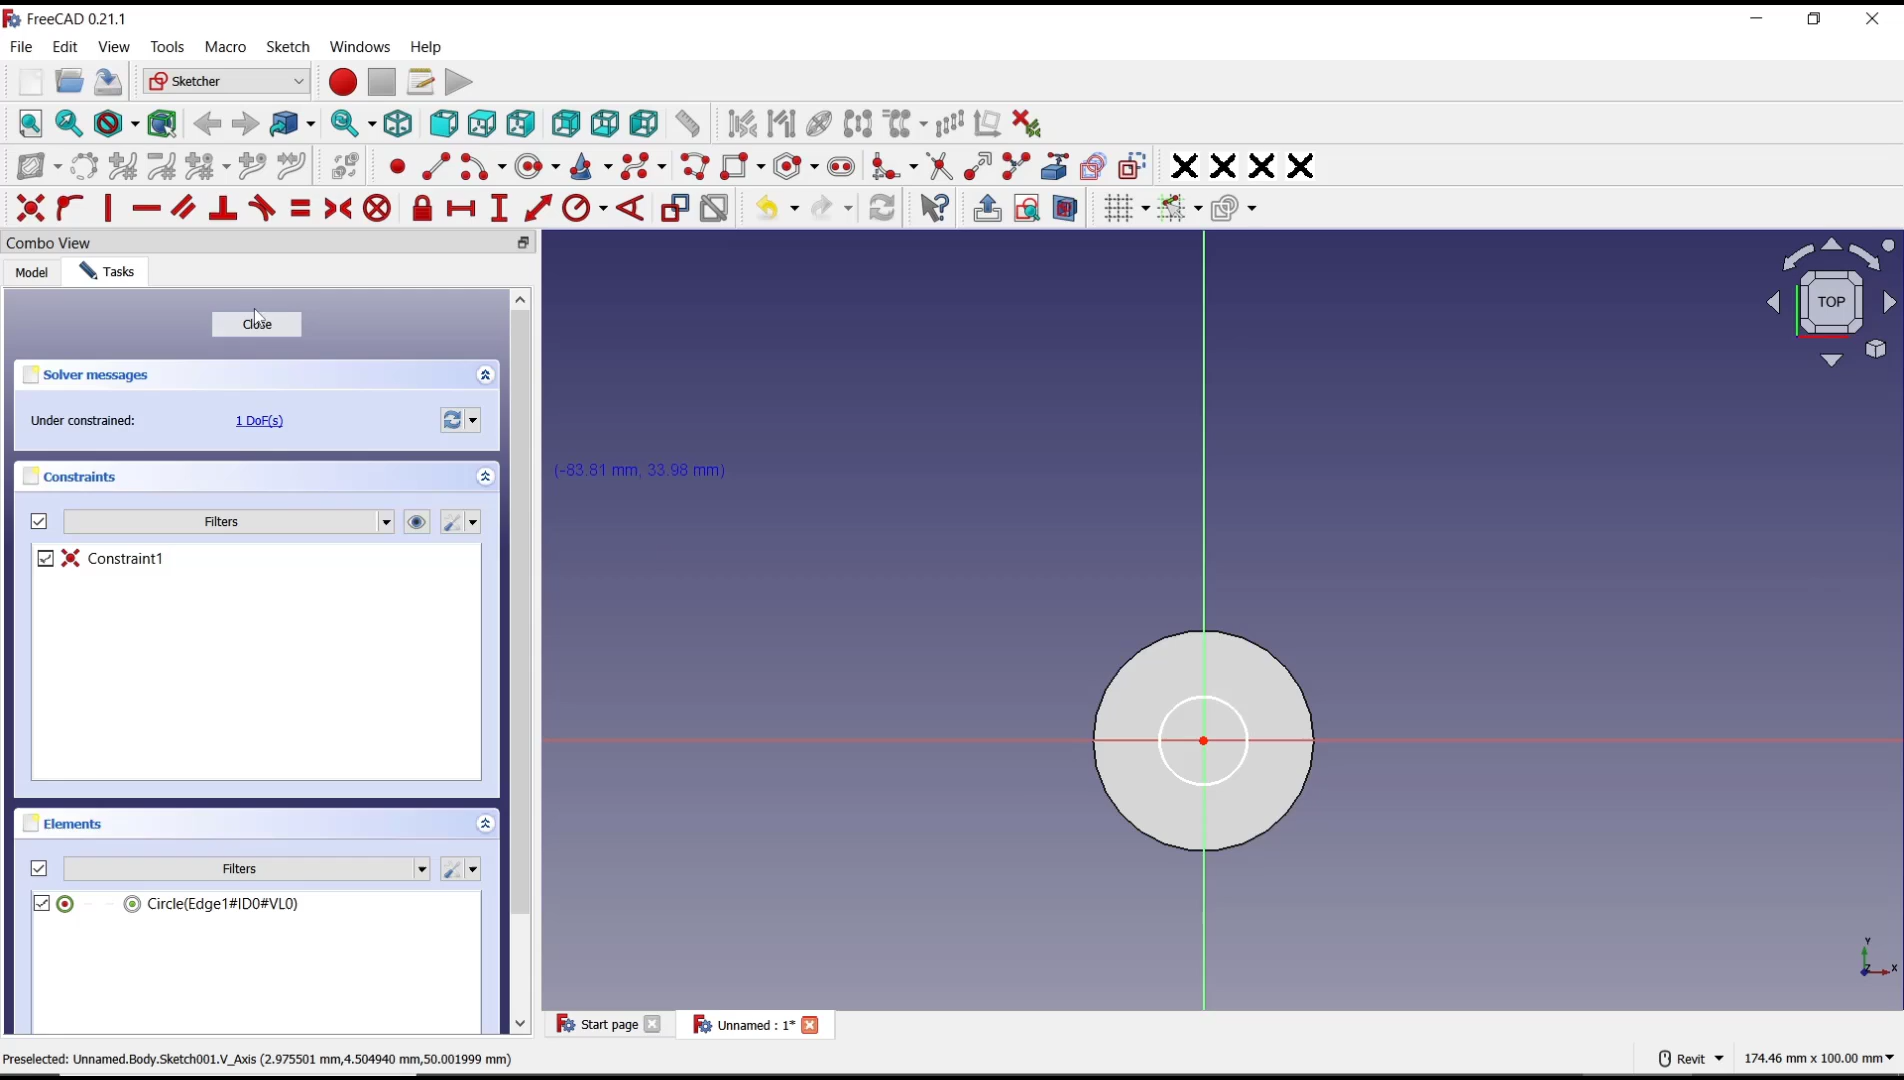 FreeCAD 0.21.1
File Edit View Tools Macro Sketch Windows Help
Sketcher
Combo View
Model Tasks
Close
Solver messages
Under constrained: 1 DoF(s)
Constraints
Filters
Constraint1
Elements
Filters
Circle(Edge1#ID0#VL0)
(-83.81 mm, 33.98 mm)
TOP
Y
Z X
Start page Unnamed : 1*
Preselected: Unnamed.Body.Sketch001.V_Axis (2.975501 mm,4.504940 mm,50.001999 mm)
Revit 174.46 mm x 100.00 mm